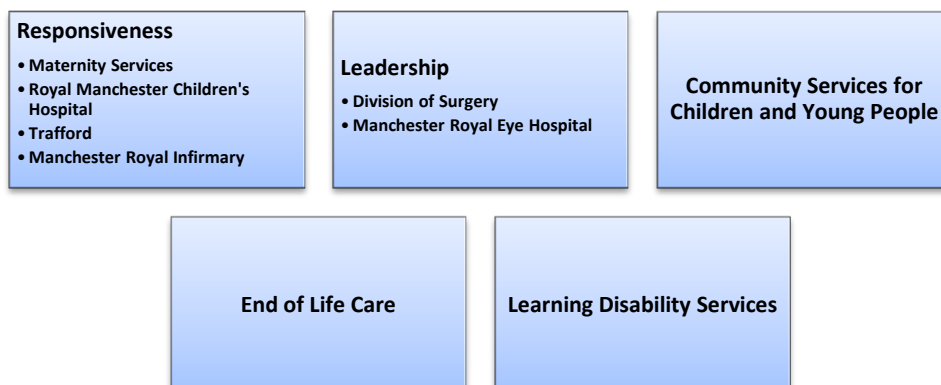 Responsiveness
• Maternity Services
• Royal Manchester Children's
Hospital
• Trafford
• Manchester Royal Infirmary
Leadership
• Division of Surgery
• Manchester Royal Eye Hospital
Community Services for
Children and Young People
End of Life Care
Learning Disability Services